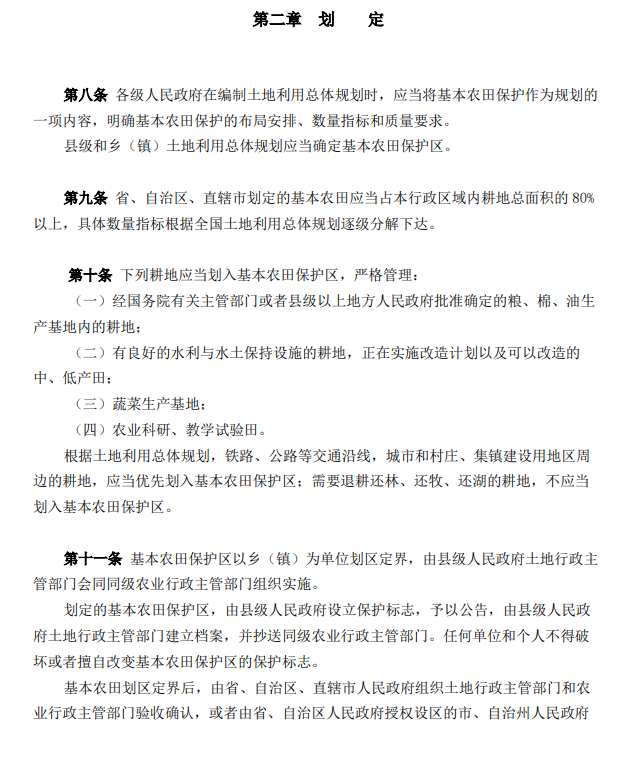 第二章 划 定
第八条 各级人民政府在编制土地利用总体规划时，应当将基本农田保护作为规划的
一项内容，明确基本农田保护的布局安排、数量指标和质量要求。
县级和乡（镇）土地利用总体规划应当确定基本农田保护区。
第九条 省、自治区、直辖市划定的基本农田应当占本行政区域内耕地总面积的 80%
以上，具体数量指标根据全国土地利用总体规划逐级分解下达。
第十条 下列耕地应当划入基本农田保护区，严格管理：
（一）经国务院有关主管部门或者县级以上地方人民政府批准确定的粮、棉、油生
产基地内的耕地；
（二）有良好的水利与水土保持设施的耕地，正在实施改造计划以及可以改造的
中、低产田；
（三）蔬菜生产基地；
（四）农业科研、教学试验田。
根据土地利用总体规划，铁路、公路等交通沿线，城市和村庄、集镇建设用地区周
边的耕地，应当优先划入基本农田保护区；需要退耕还林、还牧、还湖的耕地，不应当
划入基本农田保护区。
第十一条 基本农田保护区以乡（镇）为单位划区定界，由县级人民政府土地行政主
管部门会同同级农业行政主管部门组织实施。
划定的基本农田保护区，由县级人民政府设立保护标志，予以公告，由县级人民政
府土地行政主管部门建立档案，并抄送同级农业行政主管部门。任何单位和个人不得破
坏或者擅自改变基本农田保护区的保护标志。
基本农田划区定界后，由省、自治区、直辖市人民政府组织土地行政主管部门和农
业行政主管部门验收确认，或者由省、自治区人民政府授权设区的市、自治州人民政府